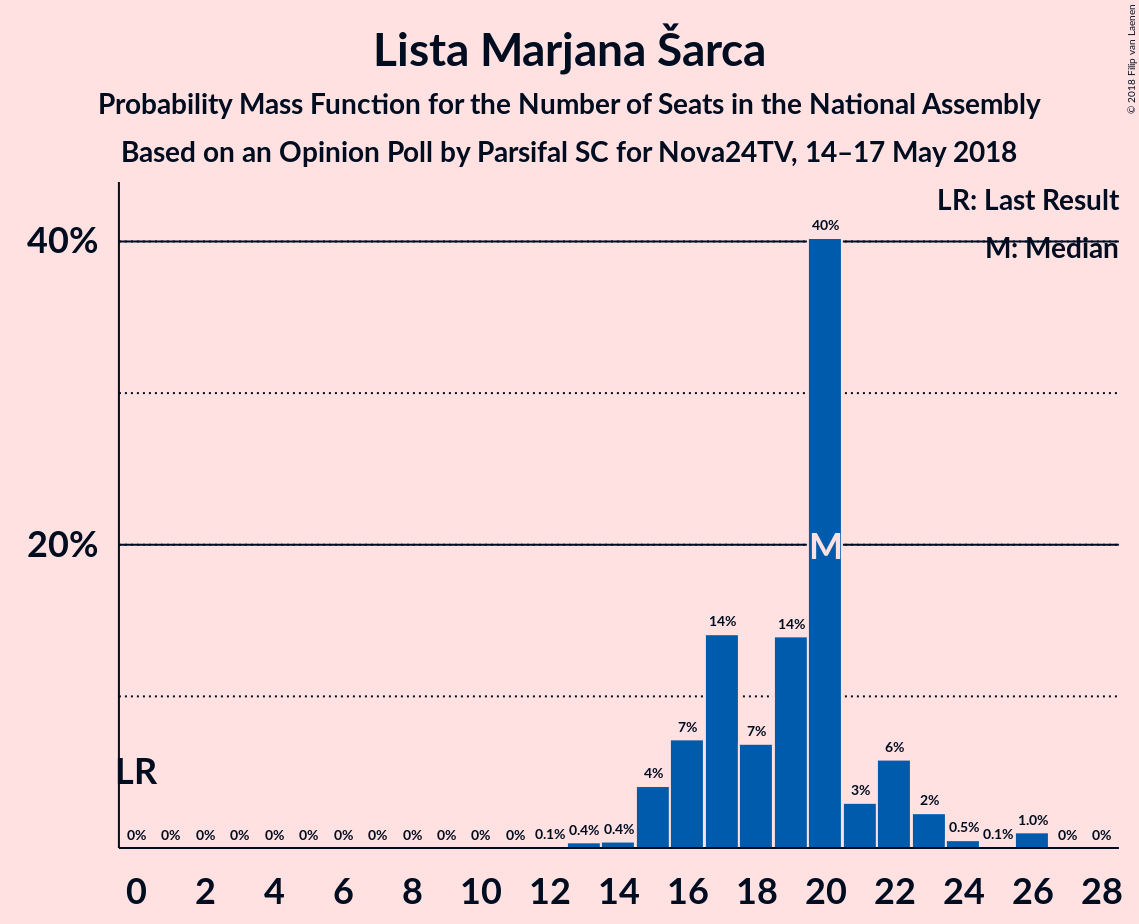 Lista Marjana Šarca
Probability Mass Function for the Number of Seats in the National Assembly
Based on an Opinion Poll by Parsifal SC for Nova24TV, 14–17 May 2018
© 2018 Filip van Laenen
LR: Last Result
M: Median
40%
20%
LR
M
0% 0% 0% 0% 0% 0% 0% 0% 0% 0% 0% 0% 0.1% 0.4% 0.4% 4% 7% 14% 7% 14% 40% 3% 6% 2% 0.5% 0.1% 1.0% 0% 0%
0 2 4 6 8 10 12 14 16 18 20 22 24 26 28